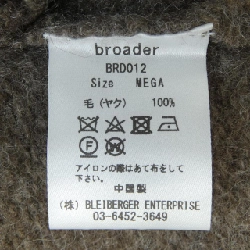 broader
BRD012
Size MEGA
毛(ヤク) 100%
アイロンの際はあて布をして
下さい。
中国製
(株) BLEIBERGER ENTERPRISE
03-6452-3649